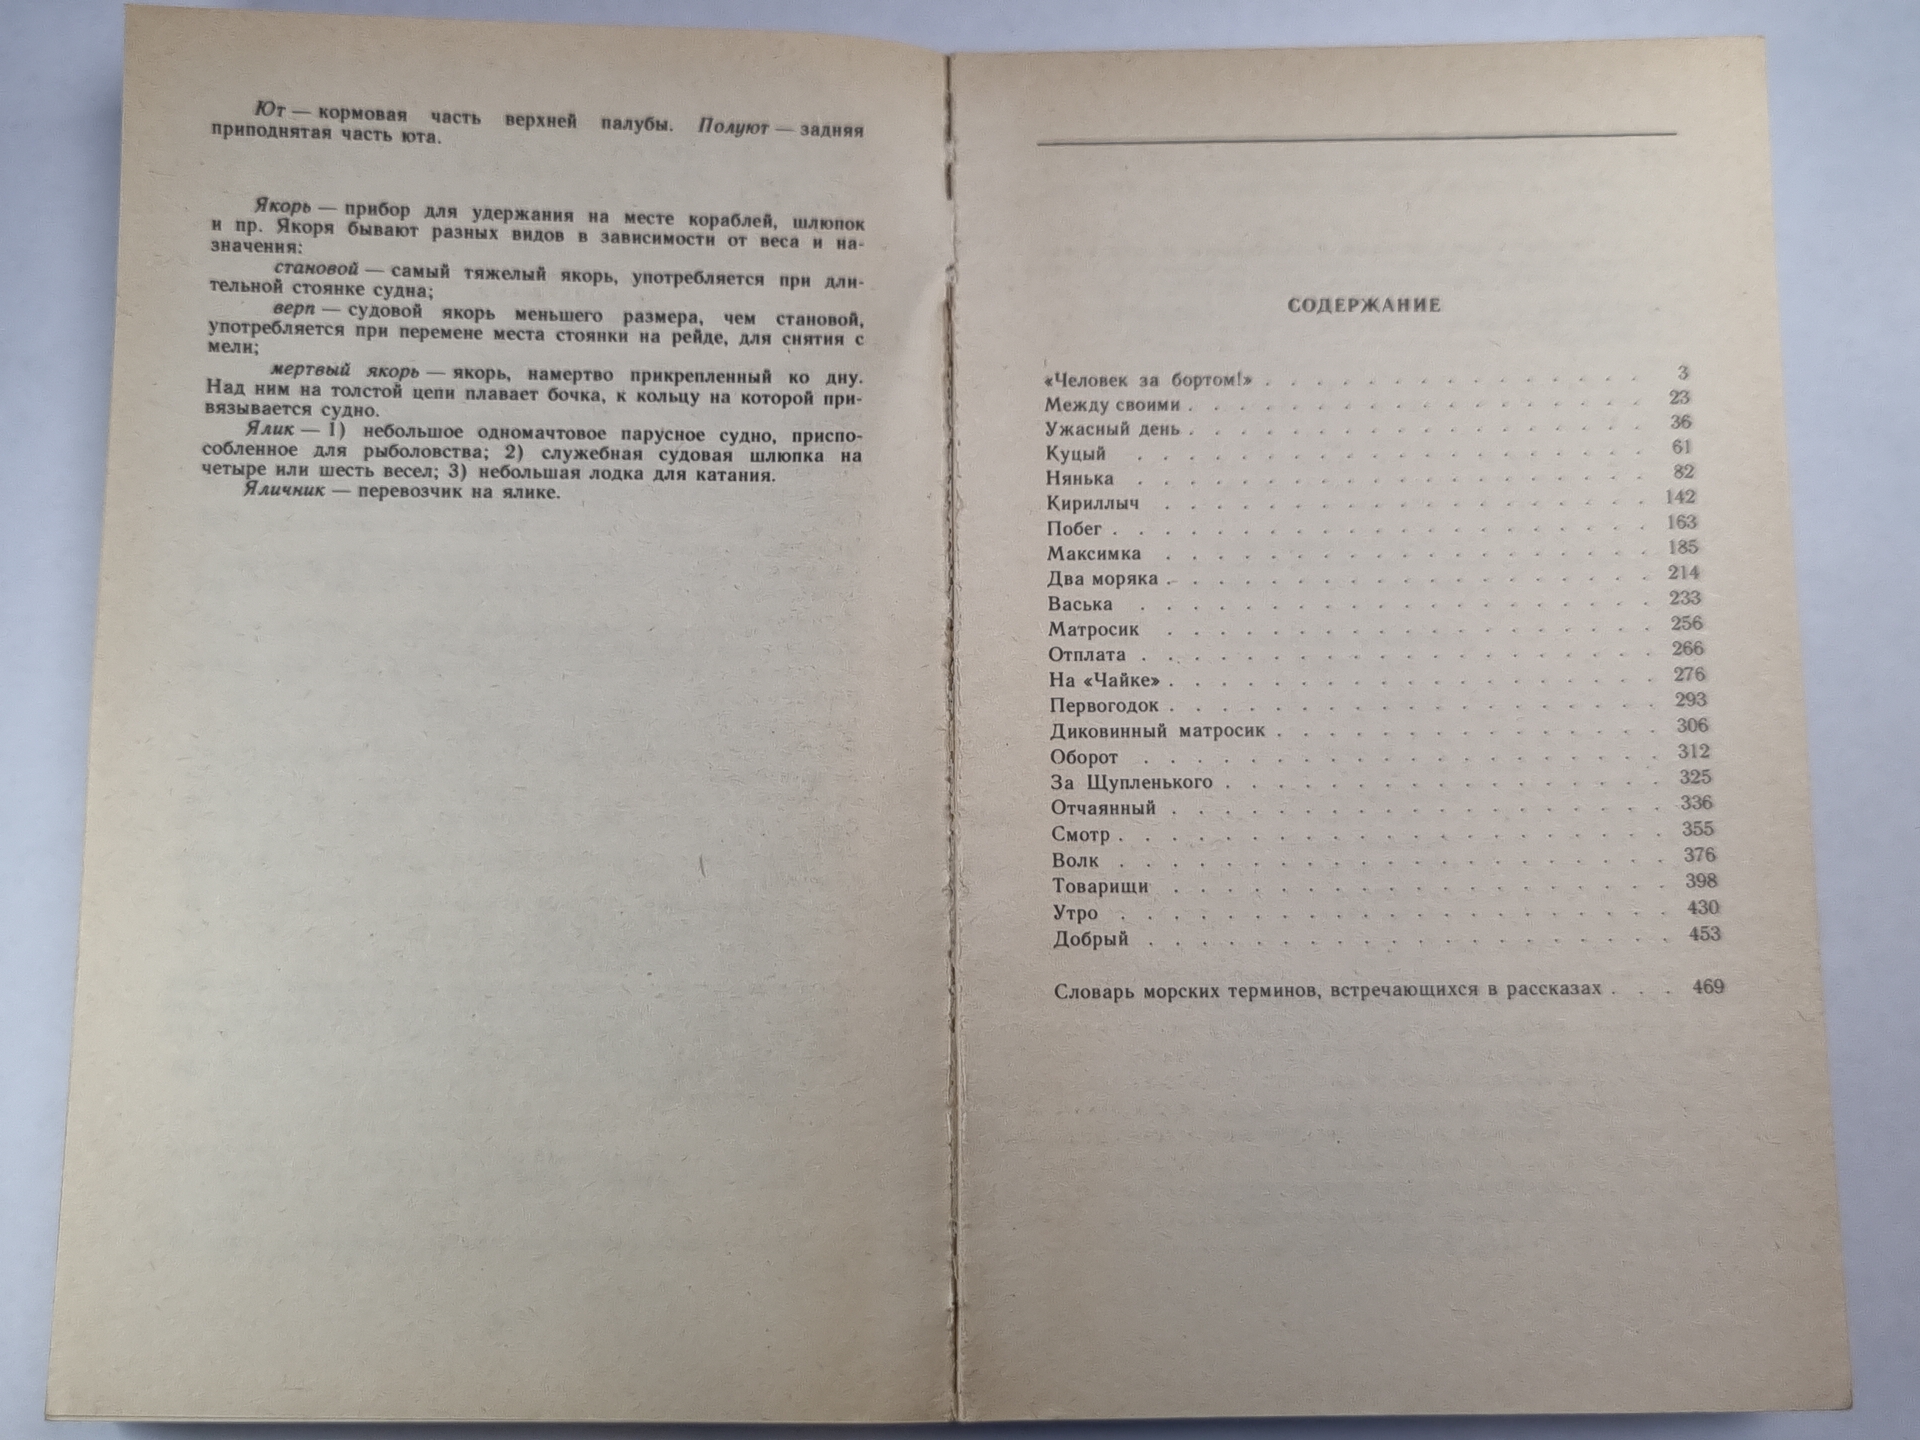 Ют — кормовая часть верхней палубы. Полуют — задняя
приподнятая часть юта.
Якорь — прибор для удержания на месте кораблей, шлюпок
и пр. Якоря бывают разных видов в зависимости от веса и на-
значения:
становой — самый тяжелый якорь, употребляется при дли-
тельной стоянке судна;
верп — судовой якорь меньшего размера, чем становой,
употребляется при перемене места стоянки на рейде, для снятия с
мели;
мертвый якорь — якорь, намертво прикрепленный ко дну.
Над ним на толстой цепи плавает бочка, к кольцу на которой при-
вязывается судно.
Ялик — 1) небольшое одномачтовое парусное судно, приспо-
собленное для рыболовства; 2) служебная судовая шлюпка на
четыре или шесть весел; 3) небольшая лодка для катания.
Яличник — перевозчик на ялике.
СОДЕРЖАНИЕ
«Человек за бортом!» . . . . . . . . . . . . . . 3
Между своими . . . . . . . . . . . . . . . . . 23
Ужасный день . . . . . . . . . . . . . . . . . 36
Куцый . . . . . . . . . . . . . . . . . . . 61
Нянька . . . . . . . . . . . . . . . . . . . 82
Кириллыч . . . . . . . . . . . . . . . . . . 142
Побег . . . . . . . . . . . . . . . . . . . . 163
Максимка . . . . . . . . . . . . . . . . . . 185
Два моряка . . . . . . . . . . . . . . . . . . 214
Васька . . . . . . . . . . . . . . . . . . . 233
Матросик . . . . . . . . . . . . . . . . . . 256
Отплата . . . . . . . . . . . . . . . . . . . 266
На «Чайке» . . . . . . . . . . . . . . . . . . 276
Первогодок . . . . . . . . . . . . . . . . . . 293
Диковинный матросик . . . . . . . . . . . . . . 306
Оборот . . . . . . . . . . . . . . . . . . . 312
За Щупленького . . . . . . . . . . . . . . . . 325
Отчаянный . . . . . . . . . . . . . . . . . . 336
Смотр . . . . . . . . . . . . . . . . . . . . 355
Волк . . . . . . . . . . . . . . . . . . . . 376
Товарищи . . . . . . . . . . . . . . . . . . 398
Утро . . . . . . . . . . . . . . . . . . . . 430
Добрый . . . . . . . . . . . . . . . . . . . 453
Словарь морских терминов, встречающихся в рассказах . . . 469